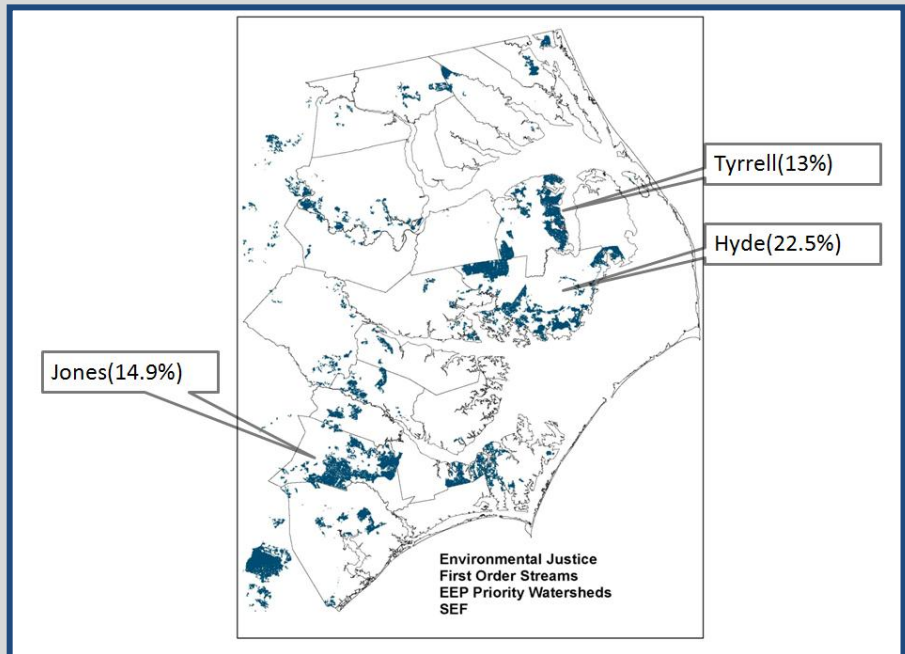 Tyrrell(13%)
Hyde(22.5%)
Jones(14.9%)
Environmental Justice
First Order Streams
EEP Priority Watersheds
SEF